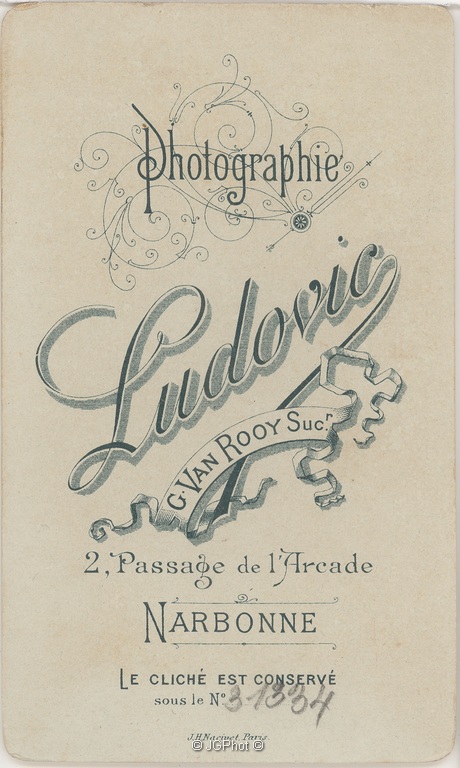 Photographie
Ludovic
G. VAN ROOY SUCR.
2, Passage de l'Arcade
NARBONNE
LE CLICHÉ EST CONSERVÉ
sous le No 31334
J.H. Nacivet, Paris.
© JGPhot ©